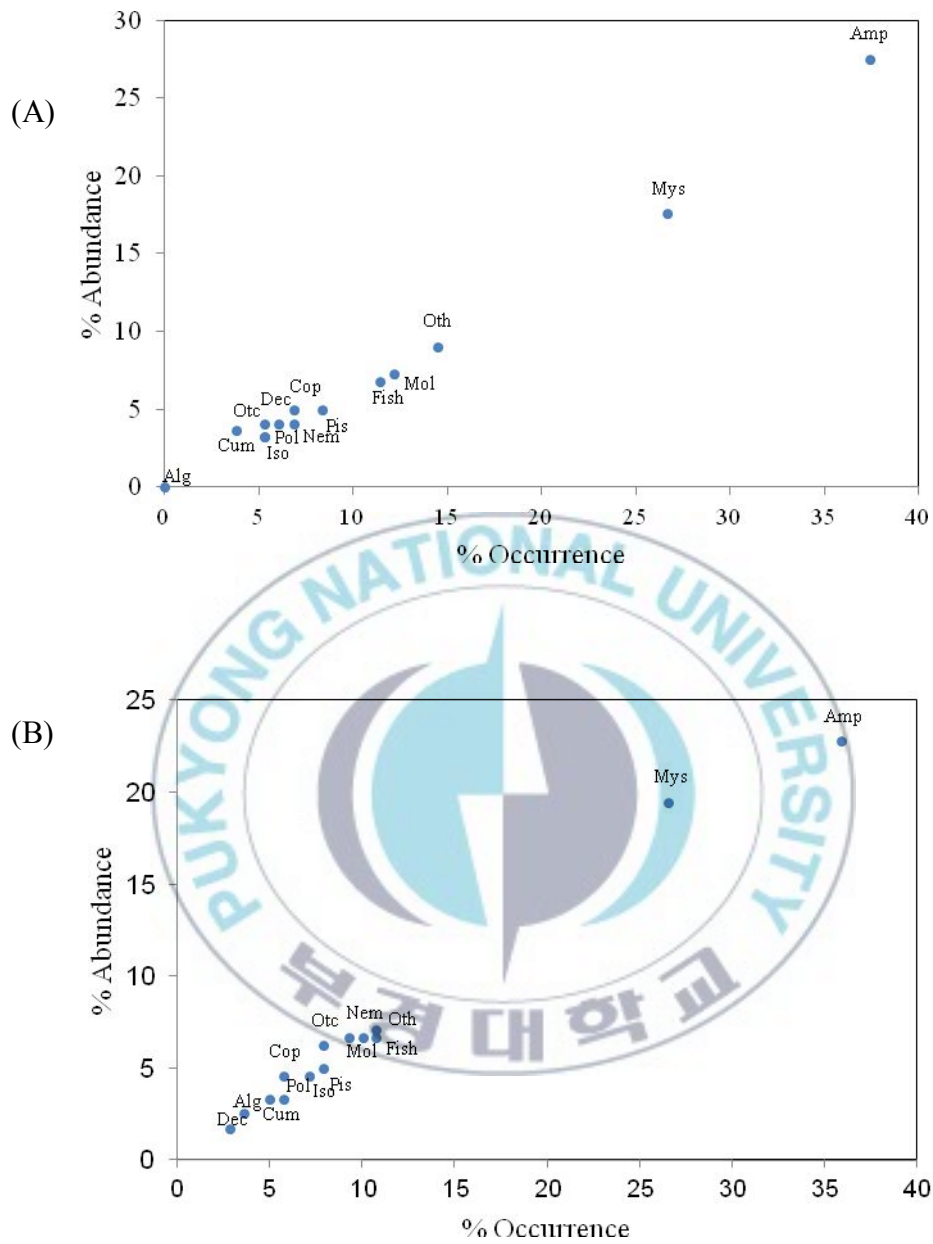 (A)
% Abundance
30
25
20
15
10
5
0
Amp
Mys
Oth
Mol
Fish
Cop
Dec
Otc
Pis
Nem
Pol
Cum
Iso
Alg
0 5 10 15 20 25 30 35 40
% Occurrence
PUKYONG NATIONAL UNIVERSITY
부경대학교
(B)
% Abundance
25
20
15
10
5
0
Amp
Mys
Nem
Oth
Otc
Mol
Fish
Cop
Pol
Iso
Pis
Alg
Cum
Dec
0 5 10 15 20 25 30 35 40
% Occurrence